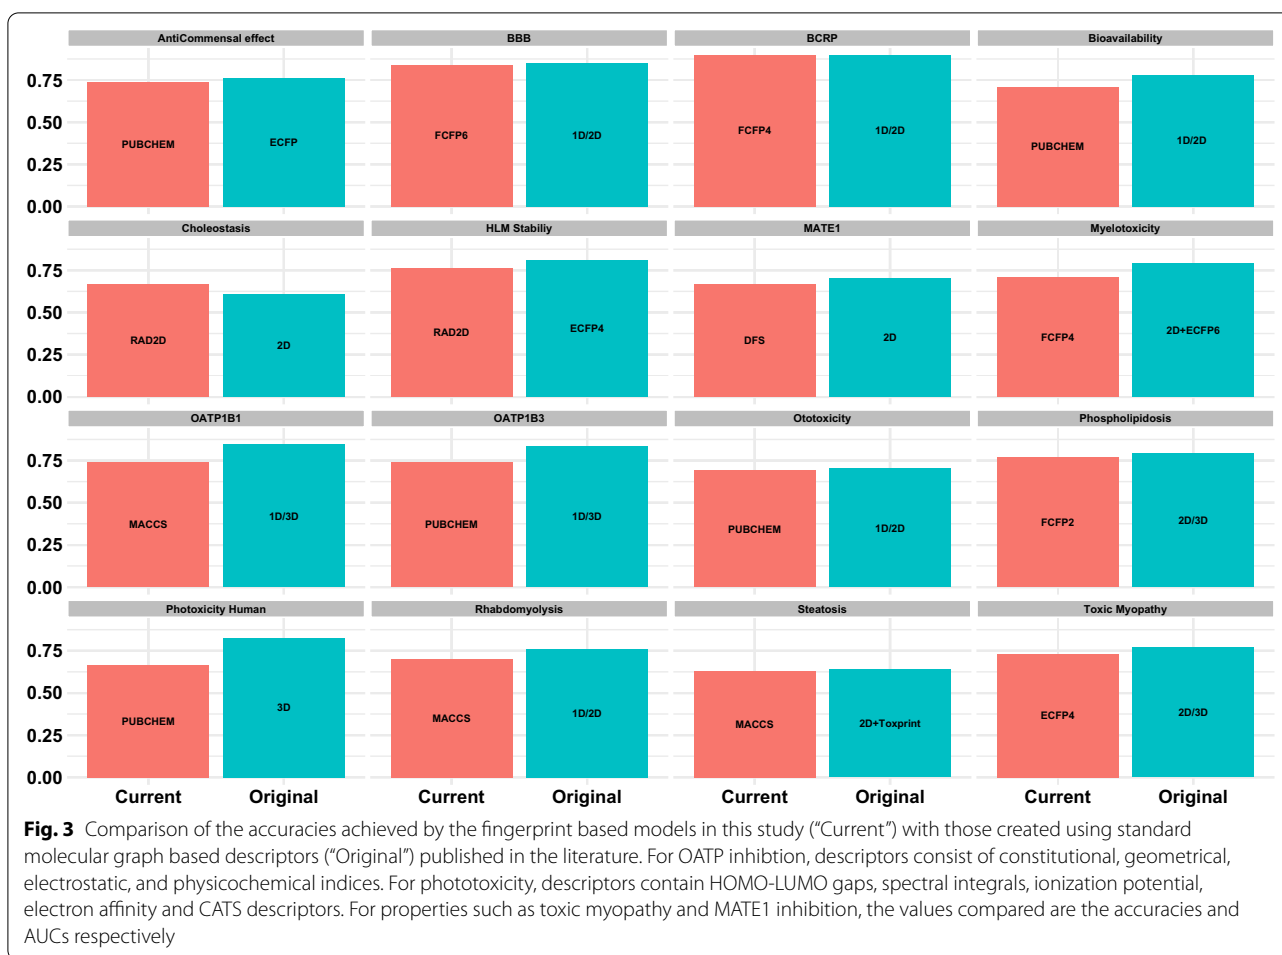 AntiCommensal effect BBB BCRP Bioavailability
0.75
0.50
0.25
0.00
PUBCHEM ECFP FCFP6 1D/2D FCFP4 1D/2D PUBCHEM 1D/2D
Choleostasis HLM Stabiliy MATE1 Myelotoxicity
0.75
0.50
0.25
0.00
RAD2D 2D RAD2D ECFP4 DFS 2D FCFP4 2D+ECFP6
OATP1B1 OATP1B3 Ototoxicity Phospholipidosis
0.75
0.50
0.25
0.00
MACCS 1D/3D PUBCHEM 1D/3D PUBCHEM 1D/2D FCFP2 2D/3D
Photoxicity Human Rhabdomyolysis Steatosis Toxic Myopathy
0.75
0.50
0.25
0.00
PUBCHEM 3D MACCS 1D/2D MACCS 2D+Toxprint ECFP4 2D/3D
Current Original Current Original Current Original Current Original
Fig. 3 Comparison of the accuracies achieved by the fingerprint based models in this study (“Current”) with those created using standard
molecular graph based descriptors (“Original”) published in the literature. For OATP inhibtion, descriptors consist of constitutional, geometrical,
electrostatic, and physicochemical indices. For phototoxicity, descriptors contain HOMO-LUMO gaps, spectral integrals, ionization potential,
electron affinity and CATS descriptors. For properties such as toxic myopathy and MATE1 inhibition, the values compared are the accuracies and
AUCs respectively